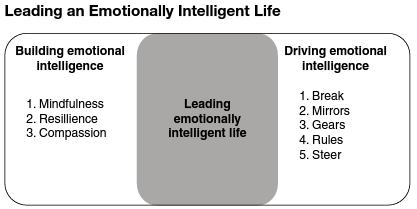 Leading an Emotionally Intelligent Life
Building emotional
intelligence
1. Mindfulness
2. Resillience
3. Compassion
Leading
emotionally
intelligent life
Driving emotional
intelligence
1. Break
2. Mirrors
3. Gears
4. Rules
5. Steer